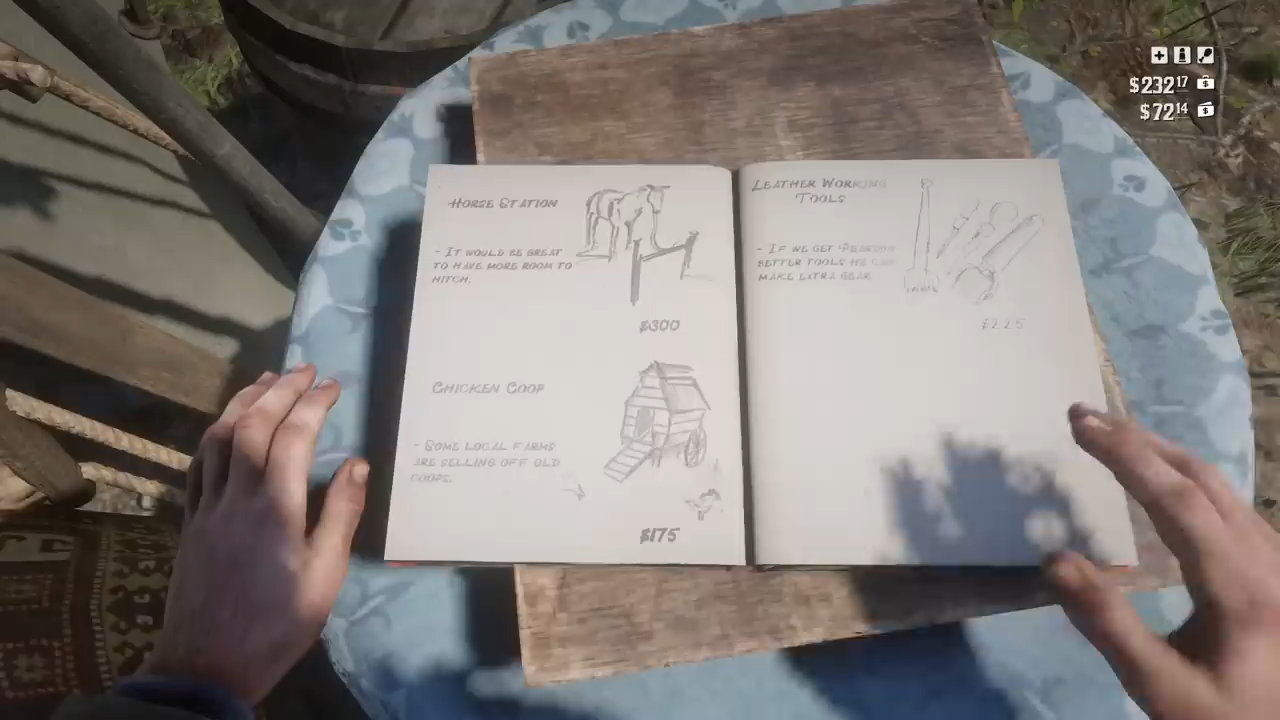 $232 17
$72 14
Horse Station
- It would be great
to have more room to
hitch.
$300
Chicken Coop
- Some local farms
are selling off old
coops.
$175
Leather Working
Tools
- If we get Pearson
better tools he can
make extra gear
$225